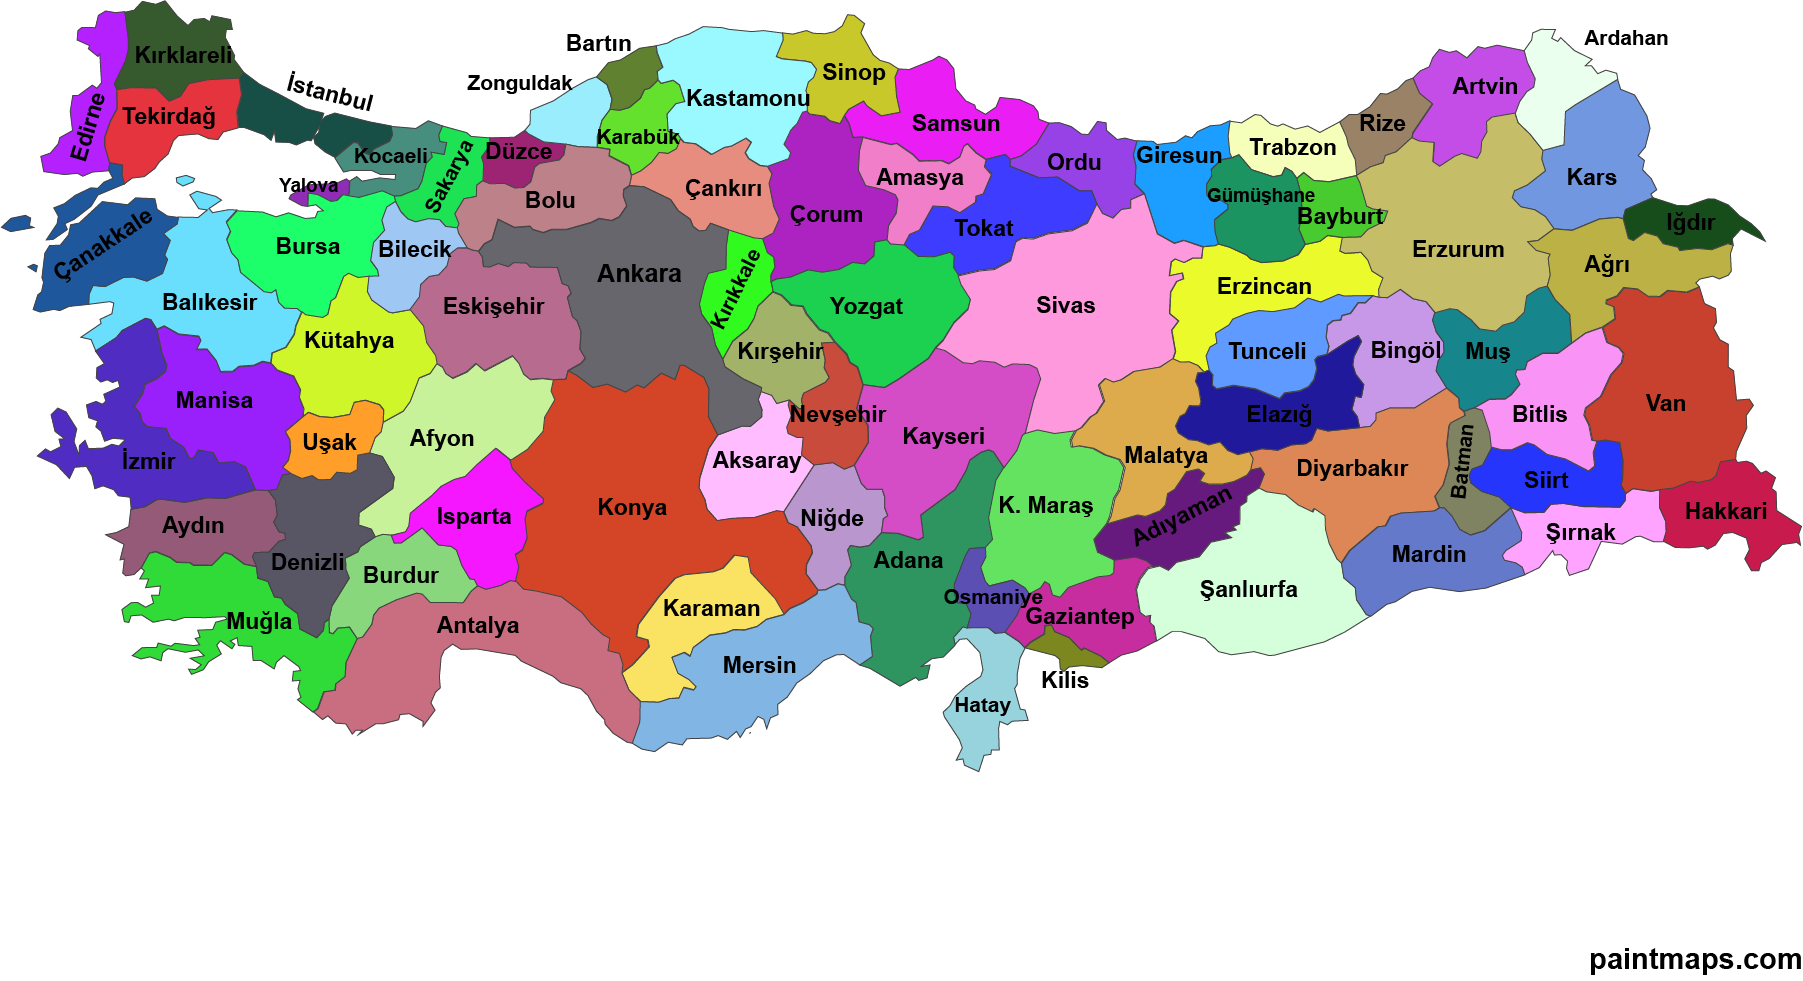 Bartın
Ardahan
Kırklareli
Sinop
Zonguldak
Artvin
İstanbul
Kastamonu
Edirne
Tekirdağ
Samsun
Rize
Karabük
Kocaeli
Düzce
Ordu
Giresun
Trabzon
Sakarya
Yalova
Çankırı
Amasya
Kars
Bolu
Gümüşhane
Bayburt
Çorum
Tokat
Iğdır
Çanakkale
Bursa
Bilecik
Ankara
Erzurum
Ağrı
Kırıkkale
Balıkesir
Eskişehir
Yozgat
Sivas
Erzincan
Kütahya
Kırşehir
Tunceli
Bingöl
Muş
Manisa
Nevşehir
Elazığ
Bitlis
Van
Uşak
Afyon
Kayseri
İzmir
Aksaray
Malatya
Diyarbakır
Batman
Siirt
Konya
K. Maraş
Adıyaman
Isparta
Niğde
Hakkari
Aydın
Şırnak
Denizli
Burdur
Adana
Mardin
Osmaniye
Şanlıurfa
Muğla
Antalya
Karaman
Gaziantep
Mersin
Kilis
Hatay
paintmaps.com